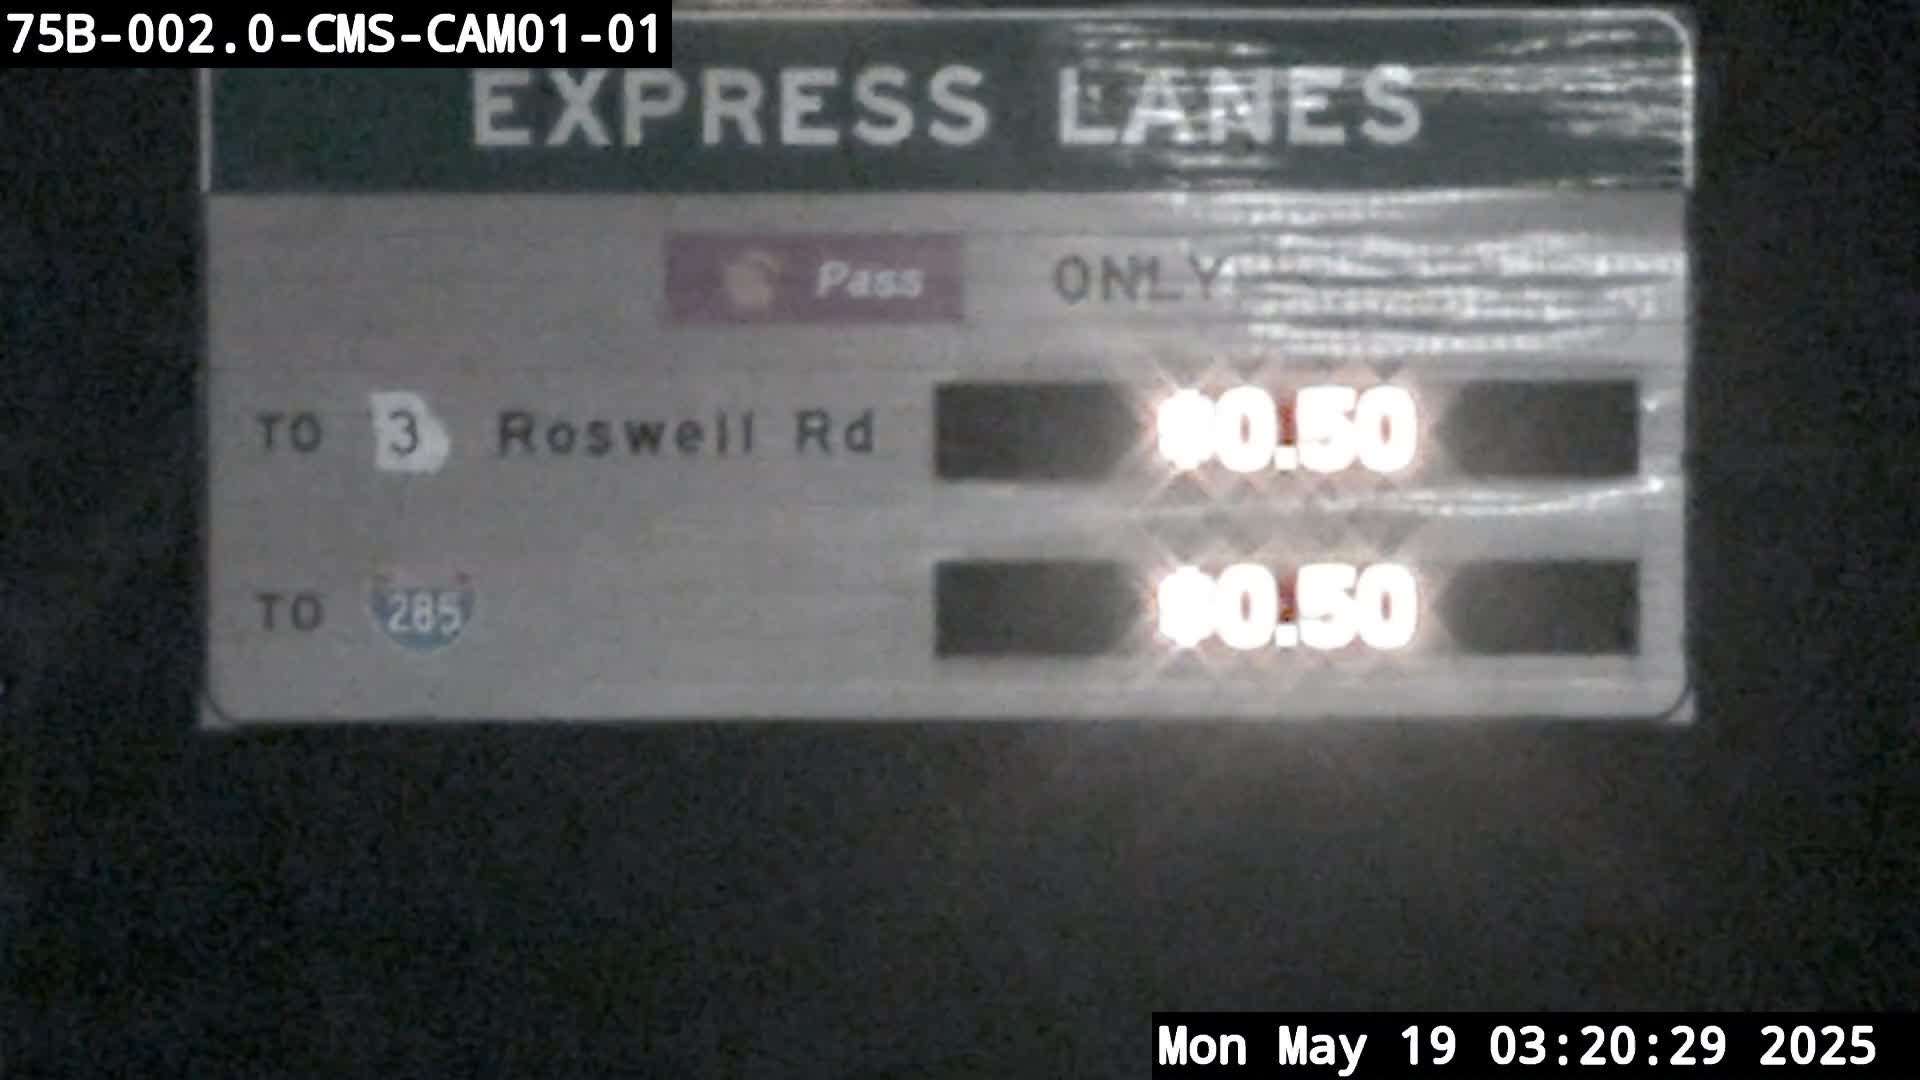 75B-002.0-CMS-CAM01-01
EXPRESS LANES
Pass ONLY
TO 3 Roswell Rd $0.50
TO 285 $0.50
Mon May 19 03:20:29 2025